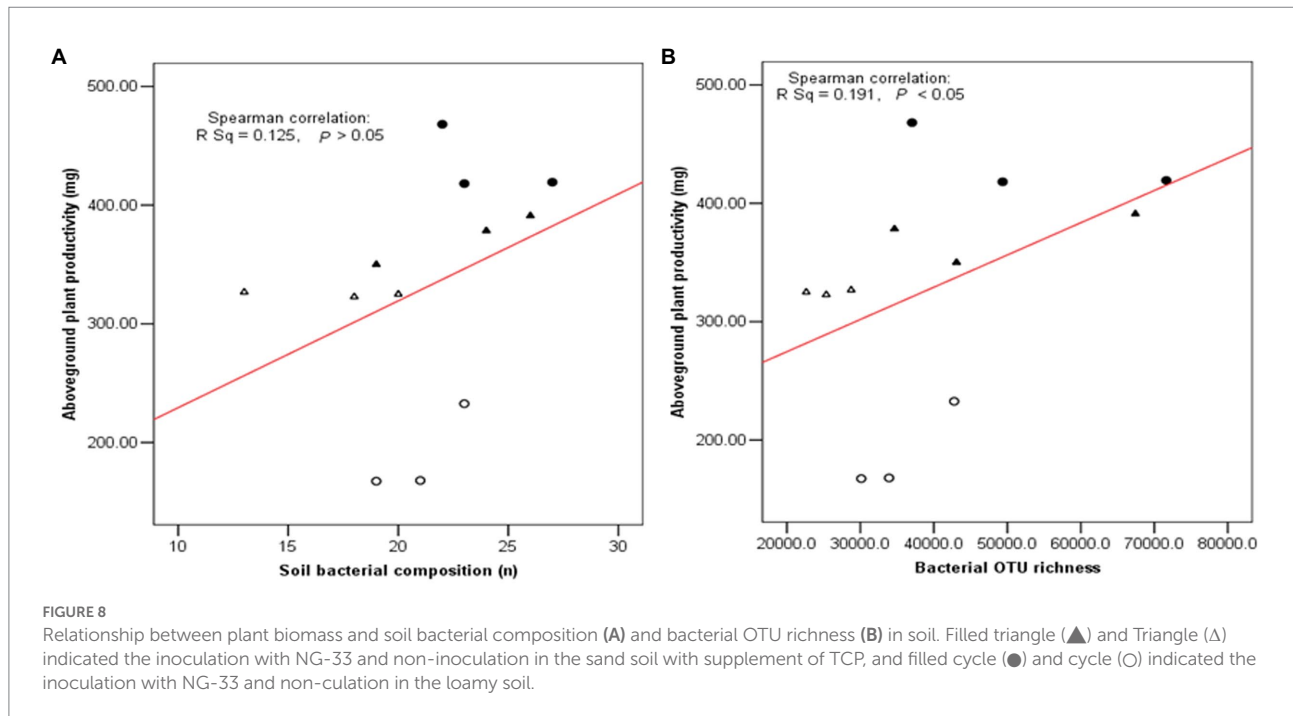 A
Spearman correlation:
R Sq = 0.125, P > 0.05
500.00
400.00
300.00
200.00
Aboveground plant productivity (mg)
10 15 20 25 30
Soil bacterial composition (n)
B
Spearman correlation:
R Sq = 0.191, P < 0.05
500.00
400.00
300.00
200.00
Aboveground plant productivity (mg)
20000.0 30000.0 40000.0 50000.0 60000.0 70000.0 80000.0
Bacterial OTU richness
FIGURE 8
Relationship between plant biomass and soil bacterial composition (A) and bacterial OTU richness (B) in soil. Filled triangle (▲) and Triangle (Δ)
indicated the inoculation with NG-33 and non-inoculation in the sand soil with supplement of TCP, and filled cycle (●) and cycle (○) indicated the
inoculation with NG-33 and non-culation in the loamy soil.